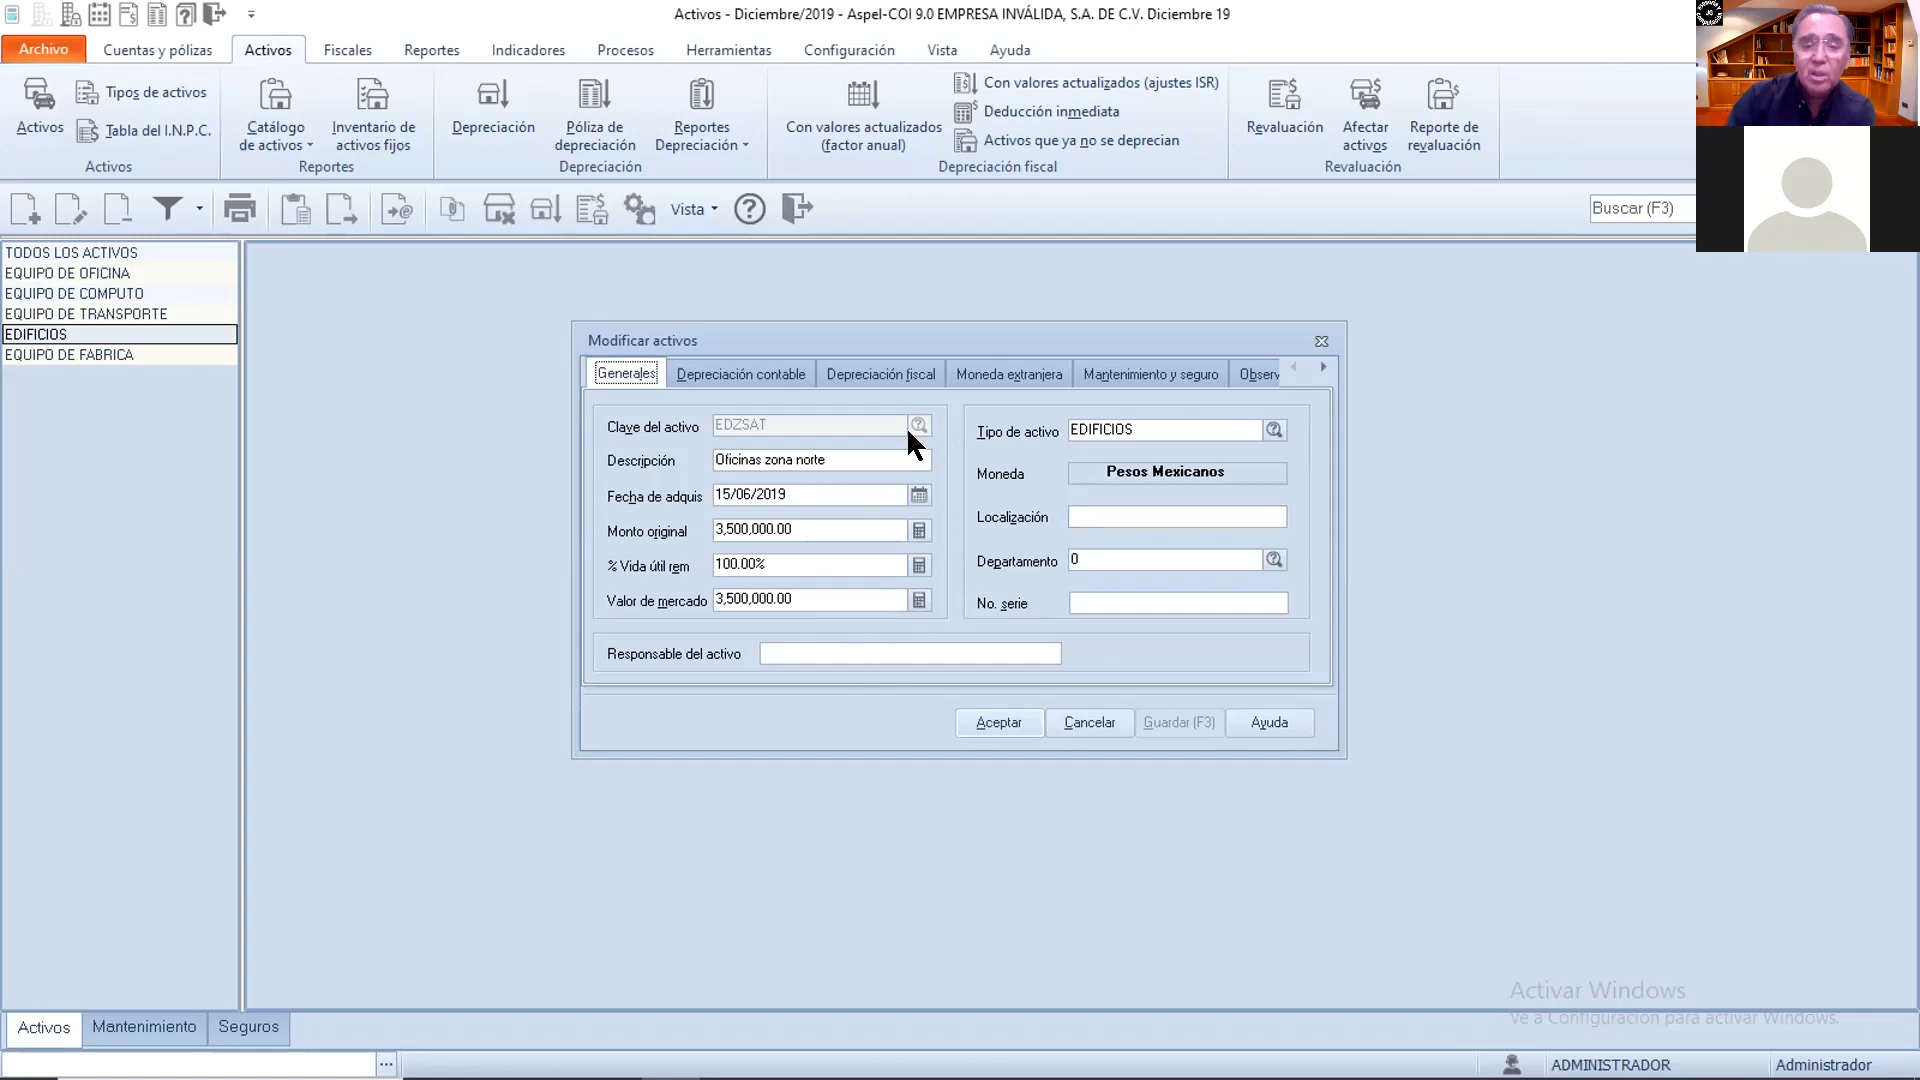 Activos - Diciembre/2019 - Aspel-COI 9.0 EMPRESA INVÁLIDA, S.A. DE C.V. Diciembre 19
Archivo Cuentas y pólizas Activos Fiscales Reportes Indicadores Procesos Herramientas Configuración Vista Ayuda
Activos
Tipos de activos
Tabla del I.N.P.C.
Activos
Catálogo
de activos
Inventario de
activos fijos
Reportes
Depreciación
Póliza de
depreciación
Reportes
Depreciación
Depreciación
Con valores actualizados
(factor anual)
Con valores actualizados (ajustes ISR)
Deducción inmediata
Activos que ya no se deprecian
Depreciación fiscal
Revaluación
Afectar
activos
Reporte de
revaluación
Revaluación
Vista
Buscar (F3)
TODOS LOS ACTIVOS
EQUIPO DE OFICINA
EQUIPO DE COMPUTO
EQUIPO DE TRANSPORTE
EDIFICIOS
EQUIPO DE FABRICA
Modificar activos
Generales Depreciación contable Depreciación fiscal Moneda extranjera Mantenimiento y seguro Observ
Clave del activo EDZSAT
Descripción Oficinas zona norte
Fecha de adquis 15/06/2019
Monto original 3,500,000.00
% Vida útil rem 100.00%
Valor de mercado 3,500,000.00
Tipo de activo EDIFICIOS
Moneda Pesos Mexicanos
Localización
Departamento 0
No. serie
Responsable del activo
Aceptar Cancelar Guardar (F3) Ayuda
Activar Windows
Ve a Configuración para activar Windows.
Activos Mantenimiento Seguros
... ADMINISTRADOR Administrador